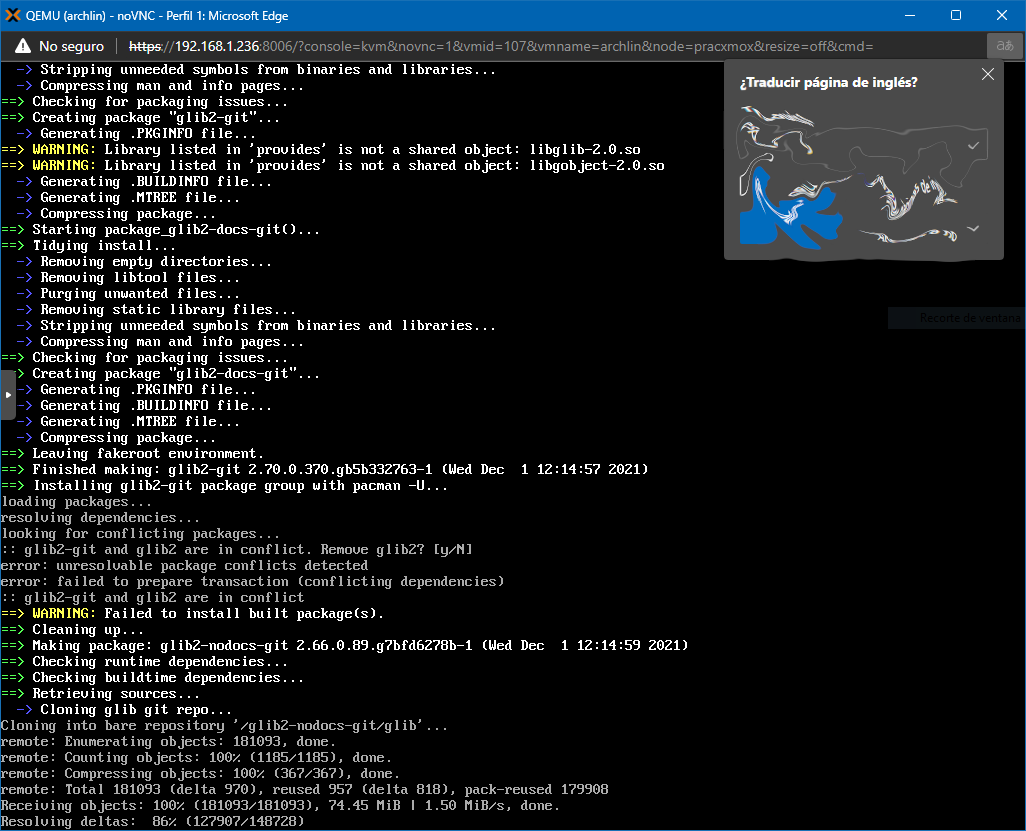 QEMU (archlin) - noVNC - Perfil 1: Microsoft Edge
No seguro | https://192.168.1.236:8006/?console=kvm&novnc=1&vmid=107&vmname=archlin&node=pracxmox&resize=off&cmd=
¿Traducir página de inglés?
Recorte de ventana
-> Stripping unneeded symbols from binaries and libraries...
-> Compressing man and info pages...
==> Checking for packaging issues...
==> Creating package "glib2-git"...
-> Generating .PKGINFO file...
==> WARNING: Library listed in 'provides' is not a shared object: libglib-2.0.so
==> WARNING: Library listed in 'provides' is not a shared object: libgobject-2.0.so
-> Generating .BUILDINFO file...
-> Generating .MTREE file...
-> Compressing package...
==> Starting package_glib2-docs-git()...
==> Tidying install...
-> Removing empty directories...
-> Removing libtool files...
-> Purging unwanted files...
-> Removing static library files...
-> Stripping unneeded symbols from binaries and libraries...
-> Compressing man and info pages...
==> Checking for packaging issues...
==> Creating package "glib2-docs-git"...
-> Generating .PKGINFO file...
-> Generating .BUILDINFO file...
-> Generating .MTREE file...
-> Compressing package...
==> Leaving fakeroot environment.
==> Finished making: glib2-git 2.70.0.370.gb5b332763-1 (Wed Dec  1 12:14:57 2021)
==> Installing glib2-git package group with pacman -U...
loading packages...
resolving dependencies...
looking for conflicting packages...
:: glib2-git and glib2 are in conflict. Remove glib2? [y/N]
error: unresolvable package conflicts detected
error: failed to prepare transaction (conflicting dependencies)
:: glib2-git and glib2 are in conflict
==> WARNING: Failed to install built package(s).
==> Cleaning up...
==> Making package: glib2-nodocs-git 2.66.0.89.g7bfd6278b-1 (Wed Dec  1 12:14:59 2021)
==> Checking runtime dependencies...
==> Checking buildtime dependencies...
==> Retrieving sources...
-> Cloning glib git repo...
Cloning into bare repository '/glib2-nodocs-git/glib'...
remote: Enumerating objects: 181093, done.
remote: Counting objects: 100% (1185/1185), done.
remote: Compressing objects: 100% (367/367), done.
remote: Total 181093 (delta 970), reused 957 (delta 818), pack-reused 179908
Receiving objects: 100% (181093/181093), 74.45 MiB | 1.50 MiB/s, done.
Resolving deltas:  86% (127907/148728)